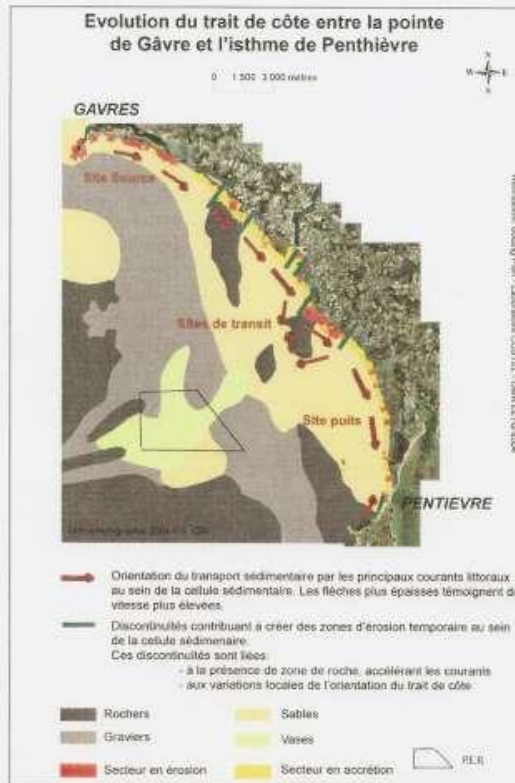 Evolution du trait de côte entre la pointe
de Gâvre et l'isthme de Penthièvre
0 1 500 3 000 mètres
N
W E
S
GAVRES
Site Source
Sites de transit
Site puits
PENTIEVRE
Orientation du transport sédimentaire par les principaux courants littoraux
au sein de la cellule sédimentaire. Les flèches plus épaisses témoignent de
vitesse plus élevées.
Discontinuités contribuant à créer des zones d'érosion temporaire au sein
de la cellule sédimenaire.
Ces discontinuités sont liées:
- à la présence de zone de roche, accélérant les courants
- aux variations locales de l'orientation du trait de côte
Rochers
Sables
Graviers
Vases
Secteur en érosion
Secteur en accrétion
P.E.R.